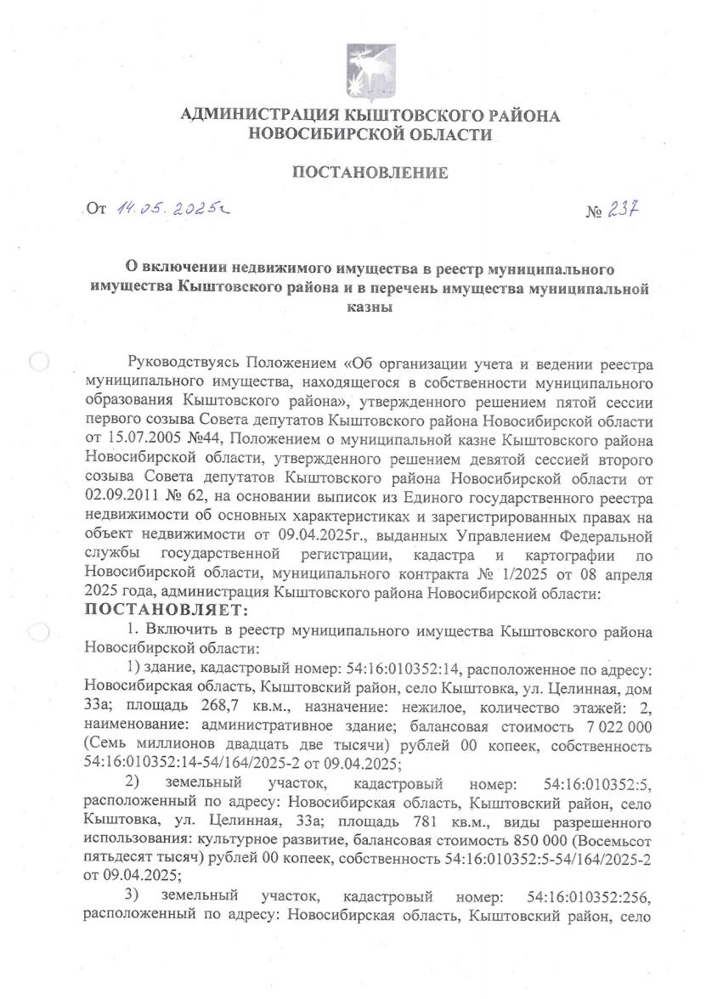 АДМИНИСТРАЦИЯ КЫШТОВСКОГО РАЙОНА
НОВОСИБИРСКОЙ ОБЛАСТИ
ПОСТАНОВЛЕНИЕ
От 14.05.2025г № 237
О включении недвижимого имущества в реестр муниципального
имущества Кыштовского района и в перечень имущества муниципальной
казны
Руководствуясь Положением «Об организации учета и ведении реестра
муниципального имущества, находящегося в собственности муниципального
образования Кыштовского района», утвержденного решением пятой сессии
первого созыва Совета депутатов Кыштовского района Новосибирской области
от 15.07.2005 №44, Положением о муниципальной казне Кыштовского района
Новосибирской области, утвержденного решением девятой сессией второго
созыва Совета депутатов Кыштовского района Новосибирской области от
02.09.2011 № 62, на основании выписок из Единого государственного реестра
недвижимости об основных характеристиках и зарегистрированных правах на
объект недвижимости от 09.04.2025г., выданных Управлением Федеральной
службы государственной регистрации, кадастра и картографии по
Новосибирской области, муниципального контракта № 1/2025 от 08 апреля
2025 года, администрация Кыштовского района Новосибирской области:
ПОСТАНОВЛЯЕТ:
1. Включить в реестр муниципального имущества Кыштовского района
Новосибирской области:
1) здание, кадастровый номер: 54:16:010352:14, расположенное по адресу:
Новосибирская область, Кыштовский район, село Кыштовка, ул. Целинная, дом
33а; площадь 268,7 кв.м., назначение: нежилое, количество этажей: 2,
наименование: административное здание; балансовая стоимость 7 022 000
(Семь миллионов двадцать две тысячи) рублей 00 копеек, собственность
54:16:010352:14-54/164/2025-2 от 09.04.2025;
2) земельный участок, кадастровый номер: 54:16:010352:5,
расположенный по адресу: Новосибирская область, Кыштовский район, село
Кыштовка, ул. Целинная, 33а; площадь 781 кв.м., виды разрешенного
использования: культурное развитие, балансовая стоимость 850 000 (Восемьсот
пятьдесят тысяч) рублей 00 копеек, собственность 54:16:010352:5-54/164/2025-2
от 09.04.2025;
3) земельный участок, кадастровый номер: 54:16:010352:256,
расположенный по адресу: Новосибирская область, Кыштовский район, село